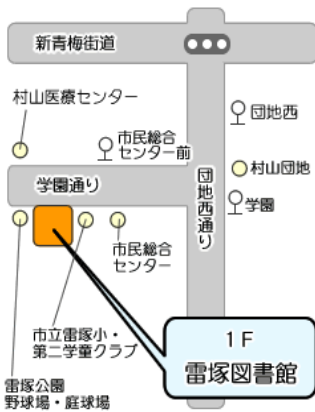 新青梅街道
村山医療センター
市民総合
センター前
団地西
村山団地
学園
学園通り
団地西通り
市民総合
センター
市立雷塚小・
第二学童クラブ
雷塚公園
野球場・庭球場
1F
雷塚図書館